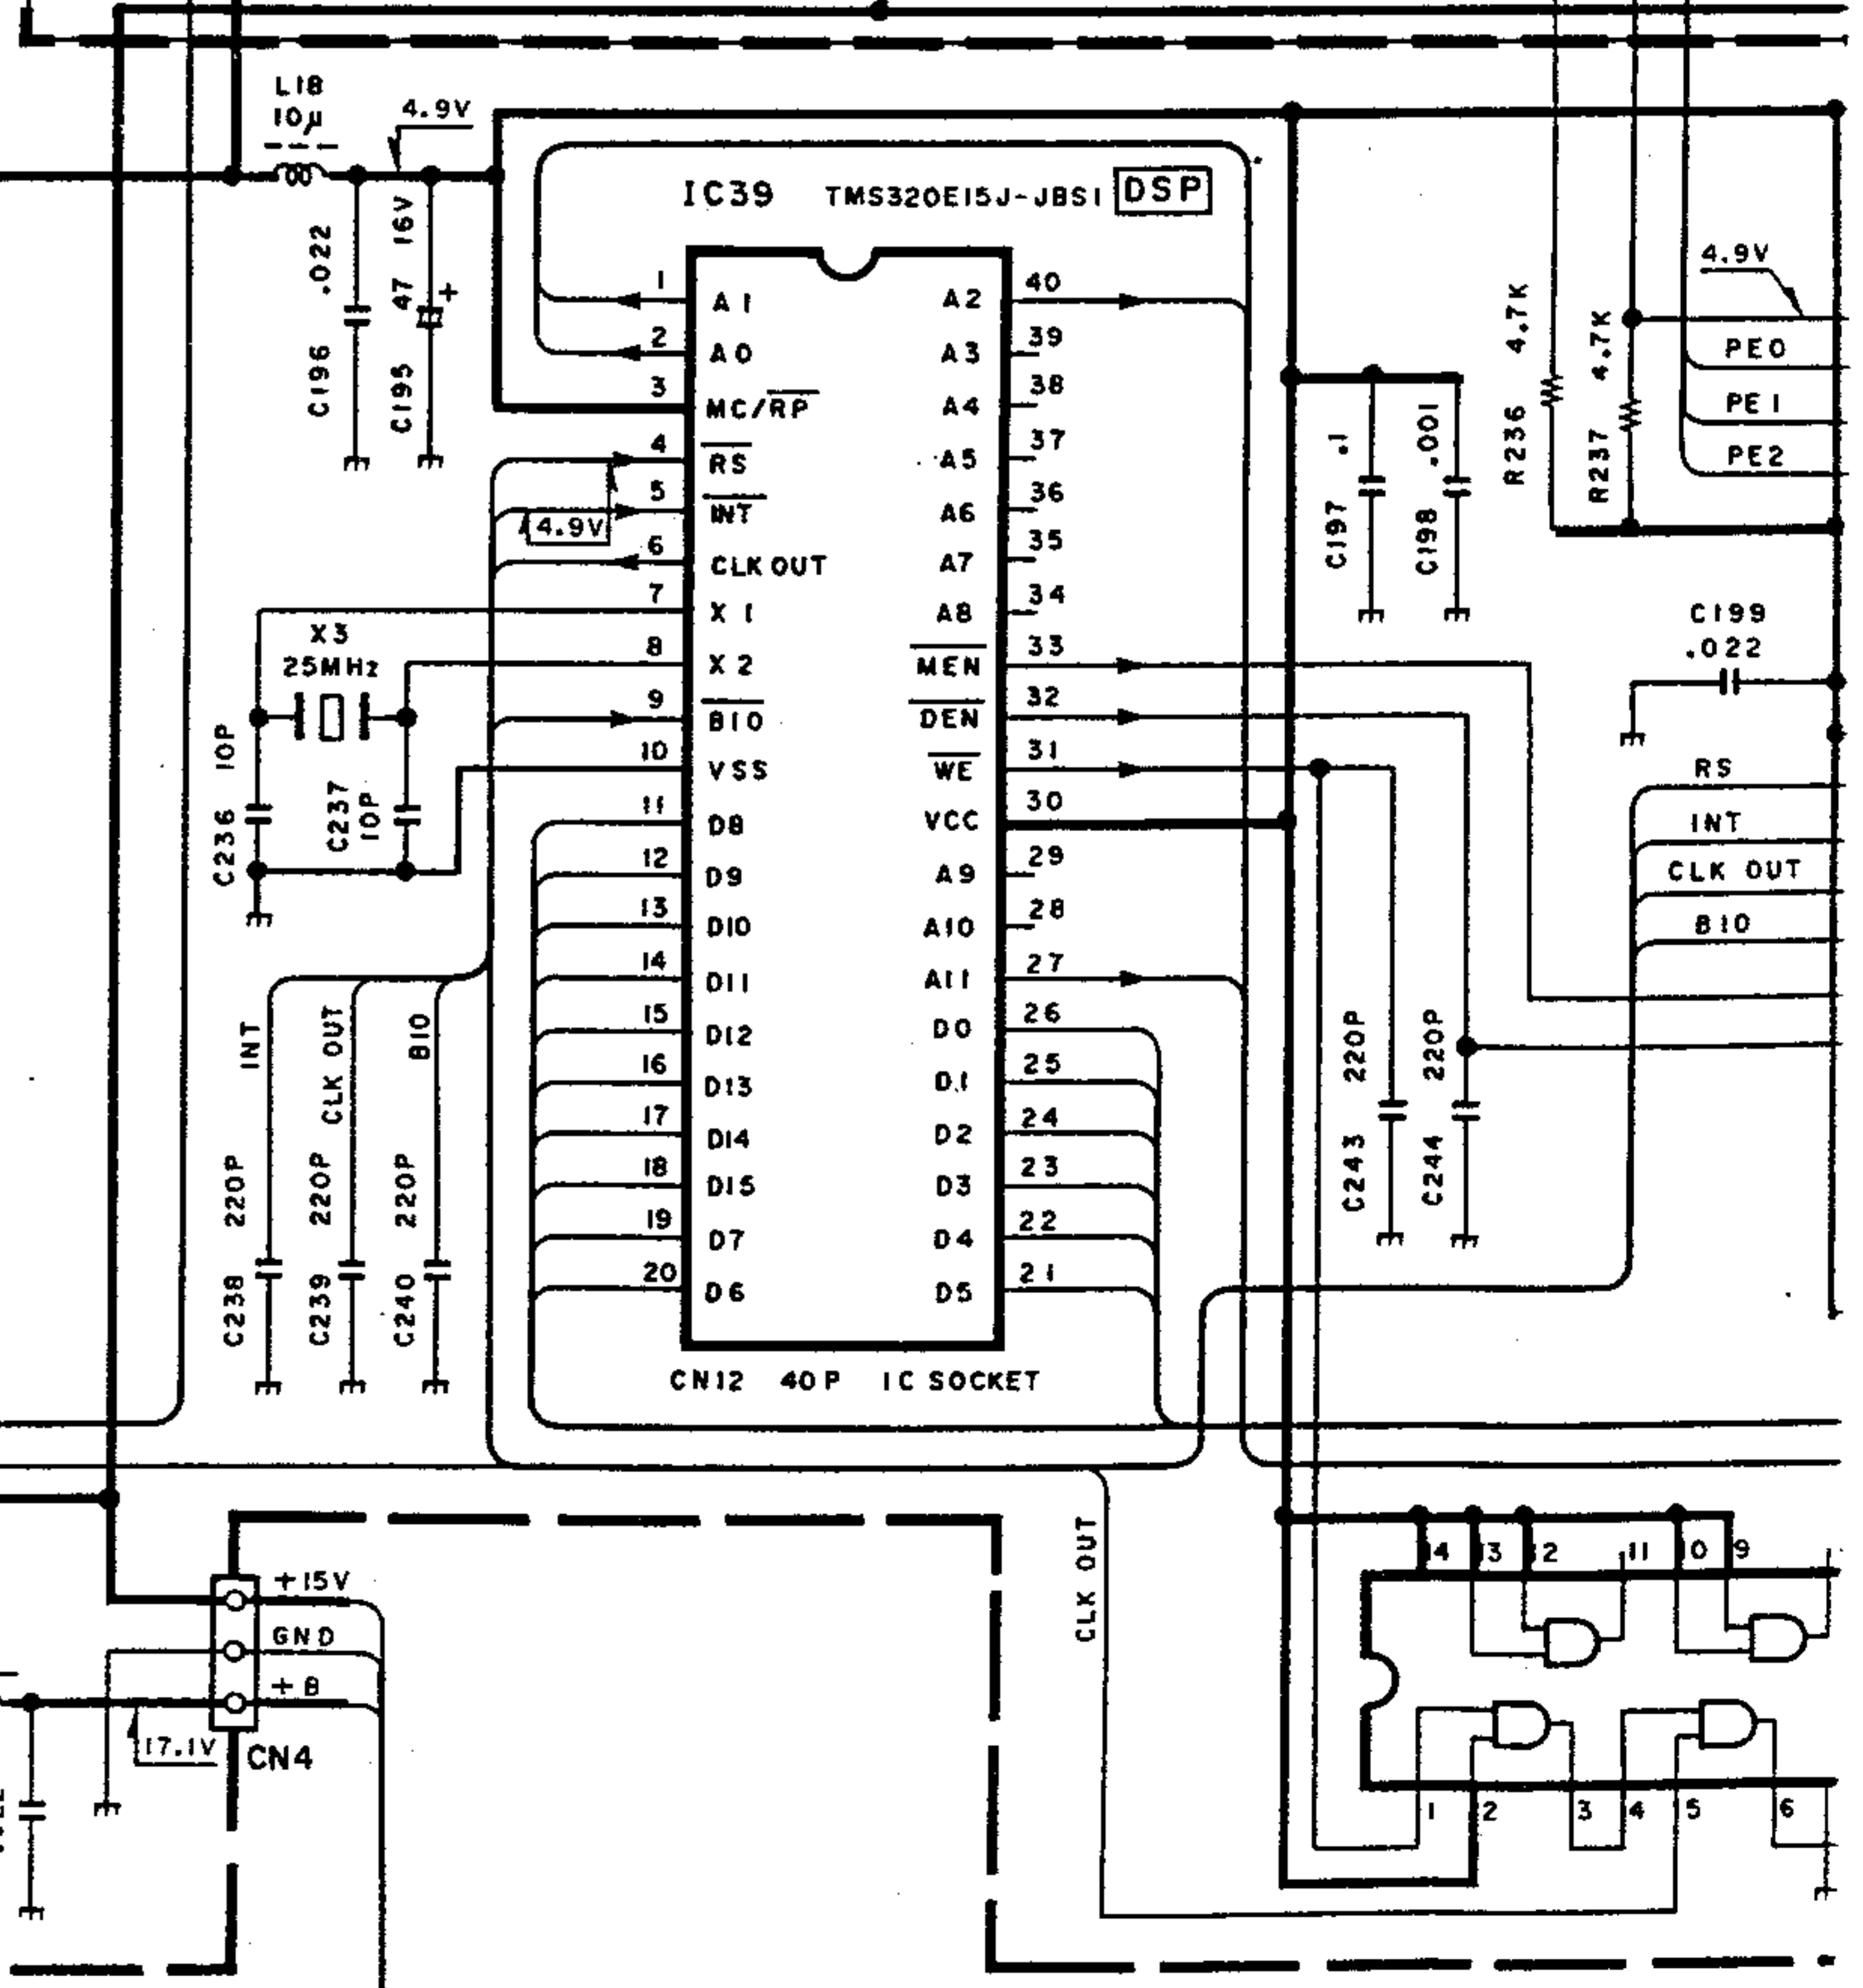 L18
10μ
4.9V
IC39 TMS320E15J-JBS1 DSP
C196 .022
C195 47 16V
+
1 A1
2 A0
3 MC/RP
4 RS
5 INT
4.9V
6 CLK OUT
7 X1
8 X2
9 BIO
10 VSS
11 D8
12 D9
13 D10
14 D11
15 D12
16 D13
17 D14
18 D15
19 D7
20 D6
A2 40
A3 39
A4 38
A5 37
A6 36
A7 35
A8 34
MEN 33
DEN 32
WE 31
VCC 30
A9 29
A10 28
A11 27
D0 26
D1 25
D2 24
D3 23
D4 22
D5 21
CN12 40P IC SOCKET
X3
25MHz
C236 10P
C237
10P
INT
CLK OUT
BIO
C238 220P
C239 220P
C240 220P
C197 .1
C198 .001
R236 4.7K
R237 4.7K
4.9V
PE0
PE1
PE2
C199
.022
RS
INT
CLK OUT
BIO
C243 220P
C244 220P
CLK OUT
14 13 12 11 10 9
1 2 3 4 5 6
+15V
GND
+B
17.1V
CN4